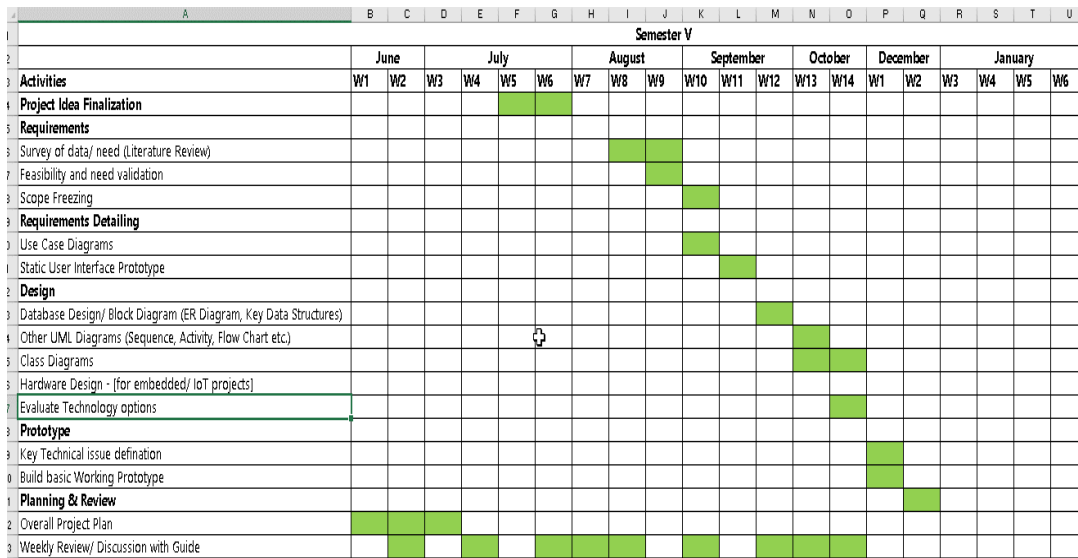 A B C D E F G H I J K L M N O P Q R S T U
Semester V
June July August September October December January
Activities W1 W2 W3 W4 W5 W6 W7 W8 W9 W10 W11 W12 W13 W14 W1 W2 W3 W4 W5 W6
Project Idea Finalization
Requirements
Survey of data/ need (Literature Review)
Feasibility and need validation
Scope Freezing
Requirements Detailing
Use Case Diagrams
Static User Interface Prototype
Design
Database Design/ Block Diagram (ER Diagram, Key Data Structures)
Other UML Diagrams (Sequence, Activity, Flow Chart etc.)
Class Diagrams
Hardware Design - [for embedded/ IoT projects]
Evaluate Technology options
Prototype
Key Technical issue defination
Build basic Working Prototype
Planning & Review
Overall Project Plan
Weekly Review/ Discussion with Guide